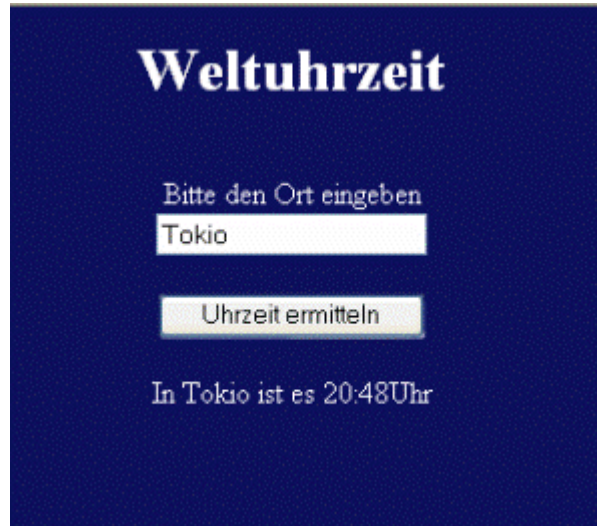 Weltuhrzeit
Bitte den Ort eingeben
Tokio
Uhrzeit ermitteln
In Tokio ist es 20:48Uhr